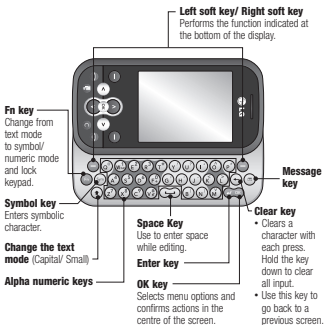 Left soft key/ Right soft key
Performs the function indicated at
the bottom of the display.
LG
Fn key
Change from
text mode
to symbol/
numeric mode
and lock
keypad.
Symbol key
Enters symbolic
character.
Change the text
mode (Capital/ Small)
Alpha numeric keys
Space Key
Use to enter space
while editing.
Enter key
OK key
Selects menu options and
confirms actions in the
centre of the screen.
Message
key
Clear key
• Clears a
character with
each press.
Hold the key
down to clear
all input.
• Use this key to
go back to a
previous screen.